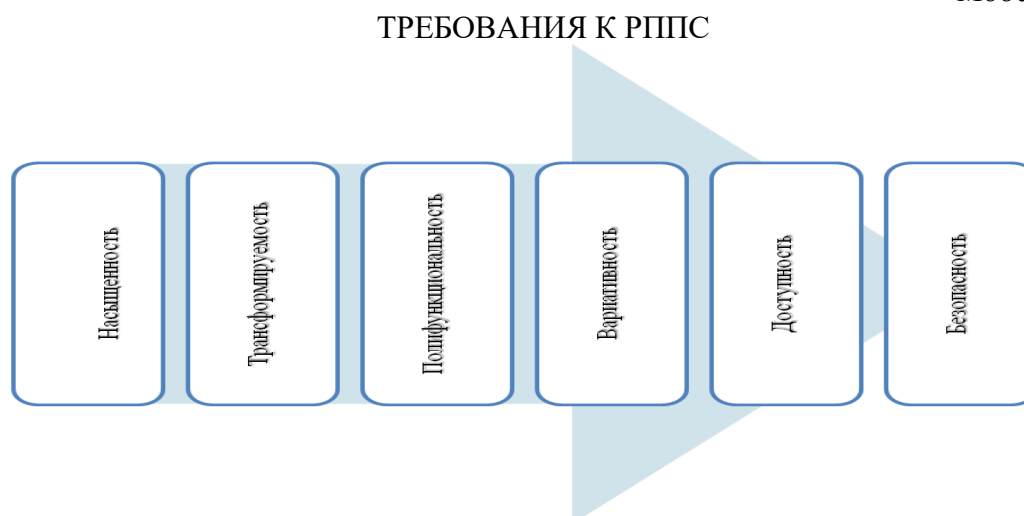 ТРЕБОВАНИЯ К РППС
Насыщенность
Трансформируемость
Полифункциональность
Вариативность
Доступность
Безопасность